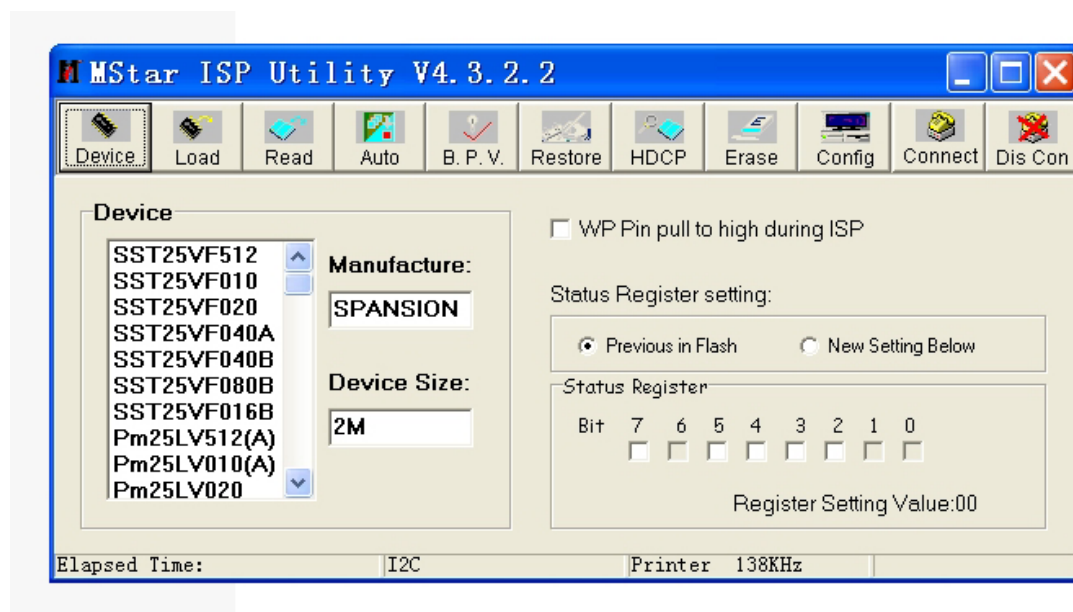 MStar ISP Utility V4.3.2.2
Device Load Read Auto B.P.V. Restore HDCP Erase Config Connect Dis Con
Device
SST25VF512
SST25VF010
SST25VF020
SST25VF040A
SST25VF040B
SST25VF080B
SST25VF016B
Pm25LV512(A)
Pm25LV010(A)
Pm25LV020
Manufacture:
SPANSION
Device Size:
2M
WP Pin pull to high during ISP
Status Register setting:
Previous in Flash New Setting Below
Status Register
Bit 7 6 5 4 3 2 1 0
Register Setting Value:00
Elapsed Time: I2C Printer 138KHz